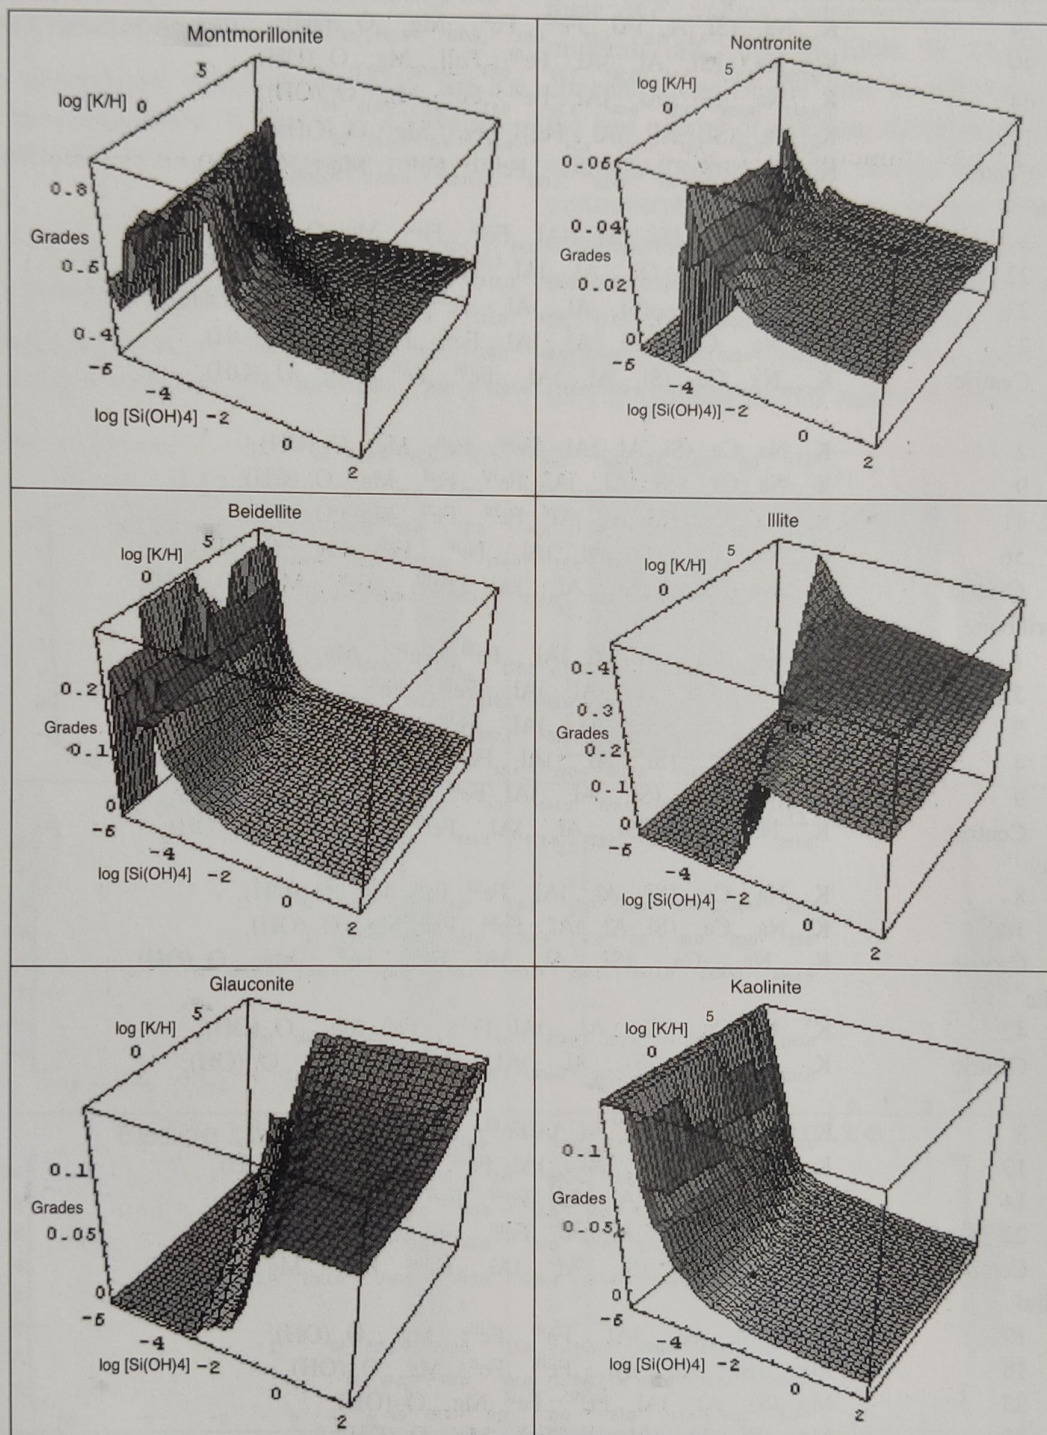 Montmorillonite
5
log [K/H] 0
0.8
Grades
0.6
0.4
-6
-4
log [Si(OH)4] -2
0
2
Text
Nontronite
5
log [K/H]
0
0.06
0.04
Grades
0.02
0
-6
-4
log [Si(OH)4)] -2
0
2
Text
Beidellite
log [K/H] 5
0
0.2
Grades
0.1
0
-6
-4
log [Si(OH)4] -2
0
2
Illite
5
log [K/H]
0
0.4
0.3
Grades
0.2
0.1
0
-6
-4
log [Si(OH)4] -2
0
2
Text
Glauconite
5
log [K/H]
0
0.1
Grades
0.05
0
-6
-4
log [Si(OH)4] -2
0
2
Kaolinite
5
log [K/H]
0
0.1
Grades
0.05
0
-6
-4
log [Si(OH)4] -2
0
2